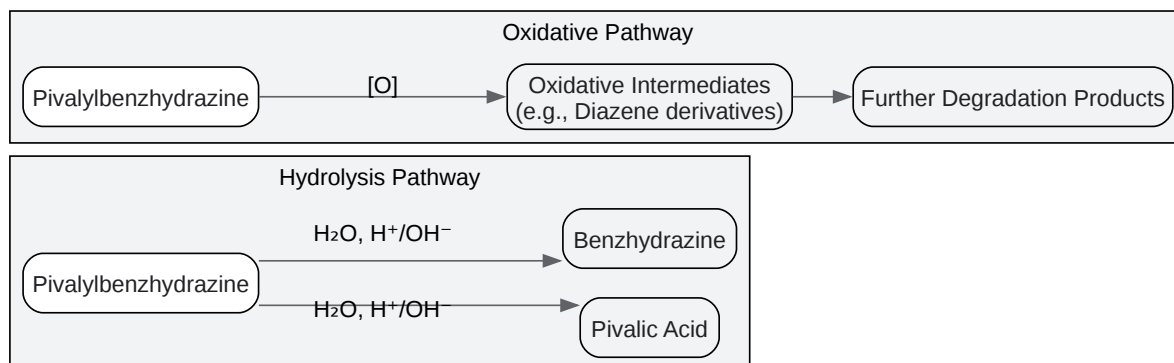 Oxidative Pathway
Pivalylbenzhydrazine
[O]
Oxidative Intermediates
(e.g., Diazene derivatives)
Further Degradation Products
Hydrolysis Pathway
Pivalylbenzhydrazine
H₂O, H⁺/OH⁻
Benzhydrazine
H₂O, H⁺/OH⁻
Pivalic Acid